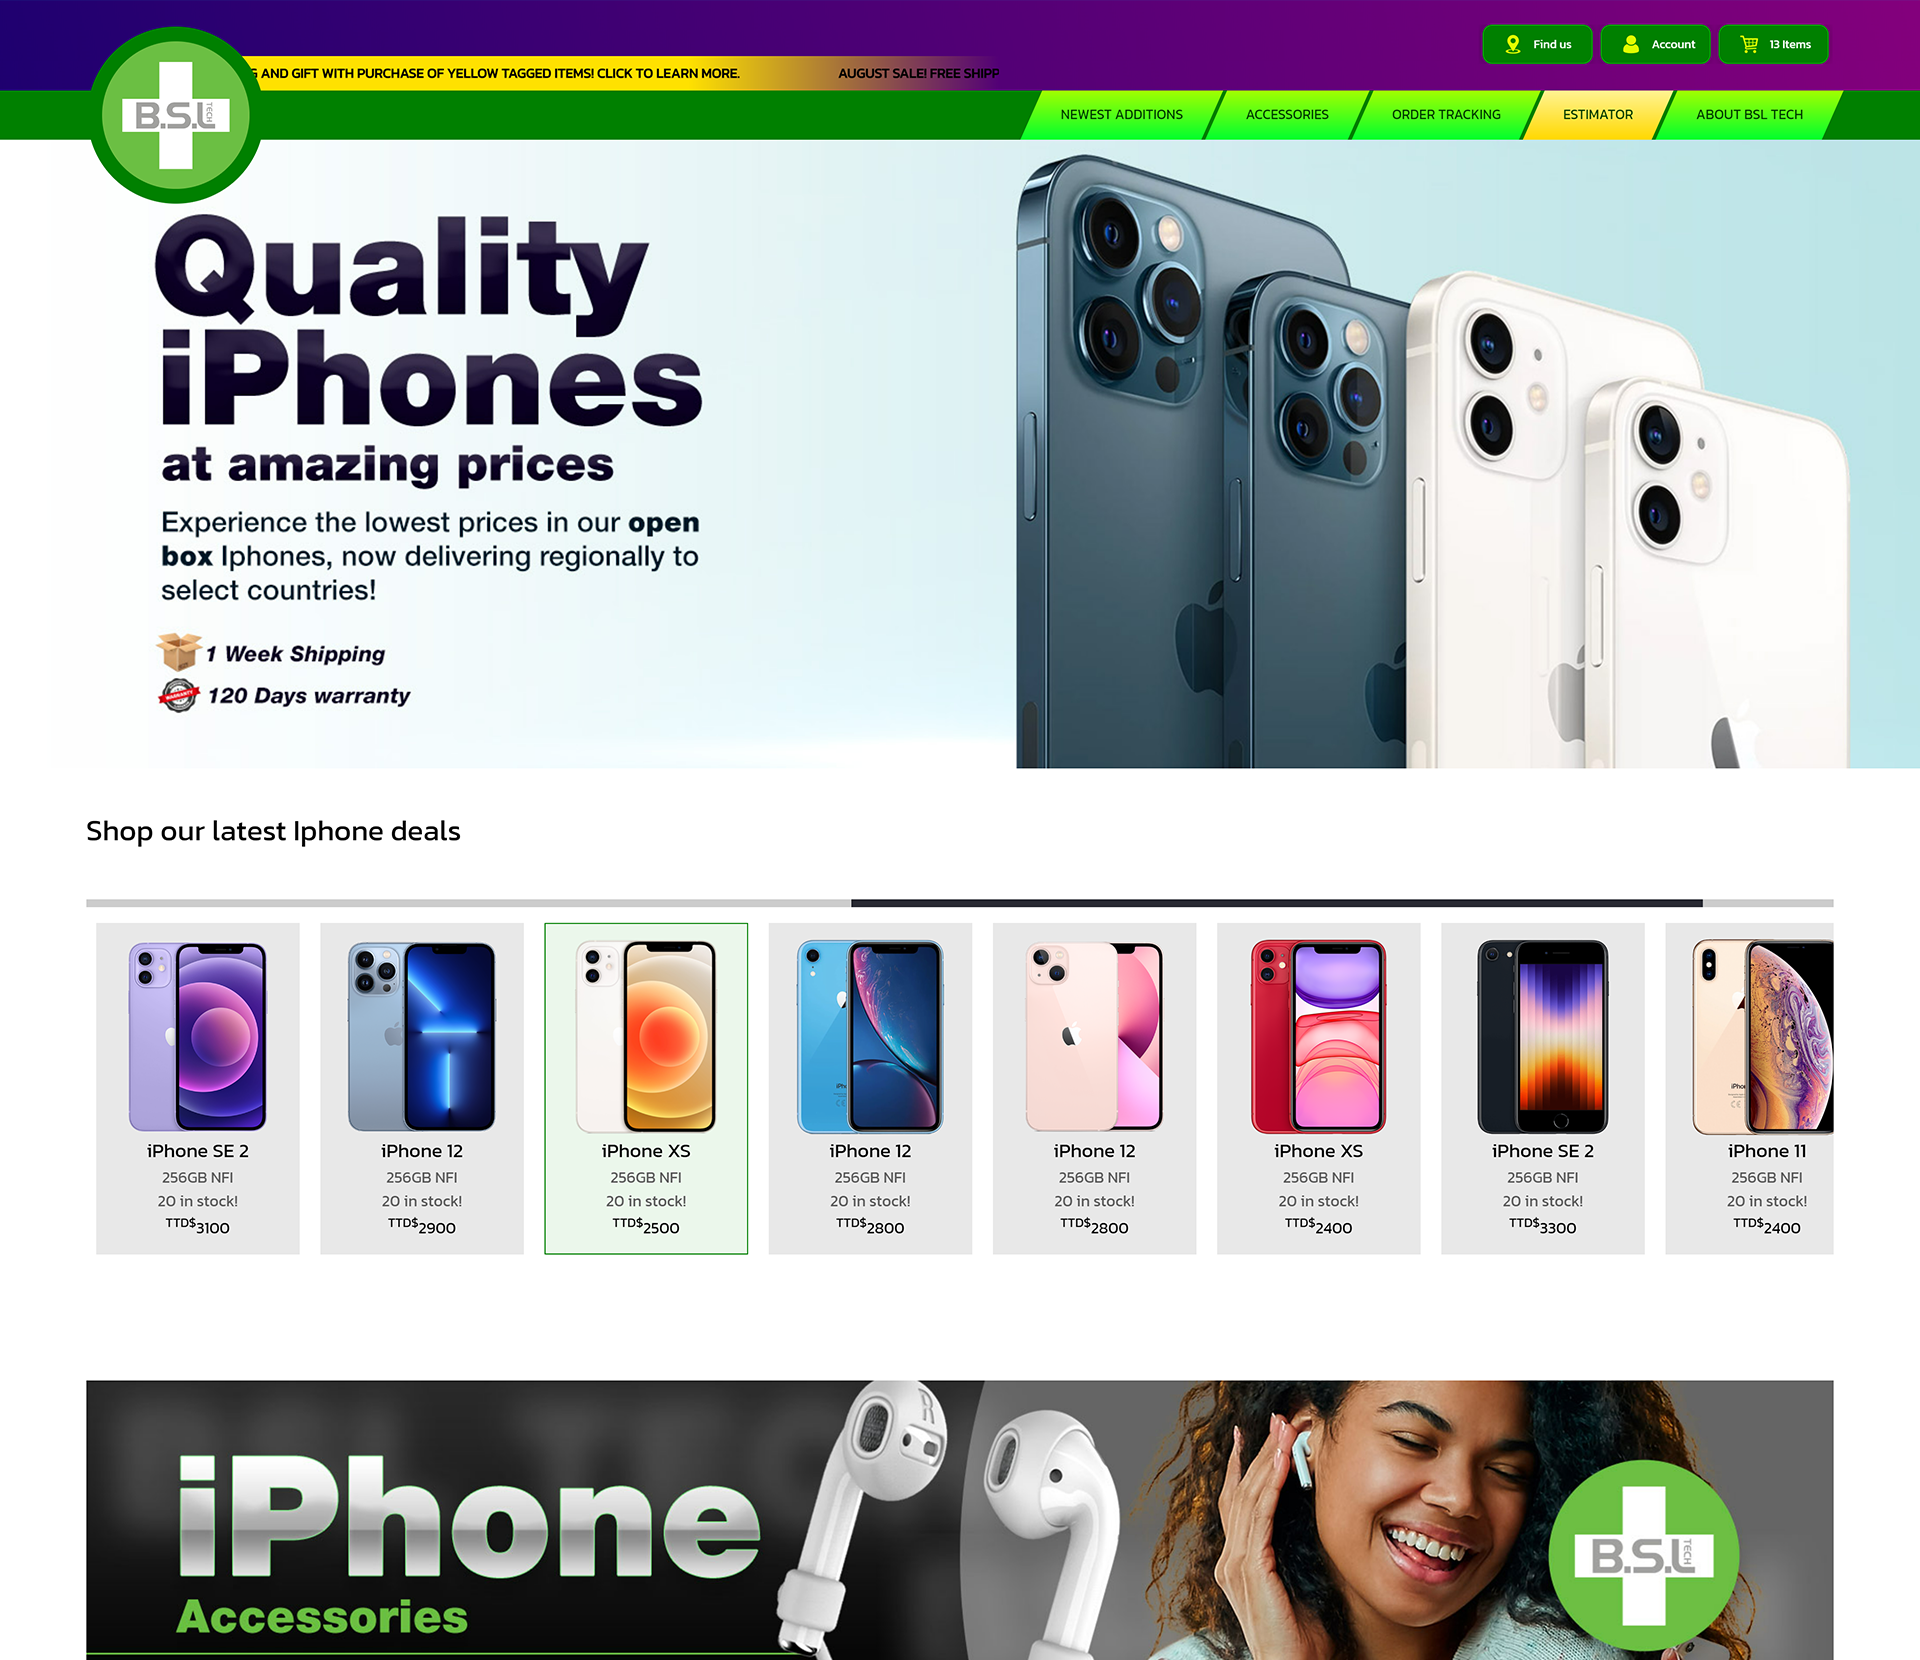 Find us
Account
13 Items
G AND GIFT WITH PURCHASE OF YELLOW TAGGED ITEMS! CLICK TO LEARN MORE.
AUGUST SALE! FREE SHIPP
B.S.L TECH
NEWEST ADDITIONS
ACCESSORIES
ORDER TRACKING
ESTIMATOR
ABOUT BSL TECH
Quality
iPhones
at amazing prices
Experience the lowest prices in our open
box Iphones, now delivering regionally to
select countries!
1 Week Shipping
WARRANTY
120 Days warranty
Shop our latest Iphone deals
iPhone SE 2
256GB NFI
20 in stock!
TTD$3100
iPhone 12
256GB NFI
20 in stock!
TTD$2900
iPhone XS
256GB NFI
20 in stock!
TTD$2500
iPhone 12
256GB NFI
20 in stock!
TTD$2800
iPhone 12
256GB NFI
20 in stock!
TTD$2800
iPhone XS
256GB NFI
20 in stock!
TTD$2400
iPhone SE 2
256GB NFI
20 in stock!
TTD$3300
iPhone 11
256GB NFI
20 in stock!
TTD$2400
iPhone
Accessories
B.S.L TECH